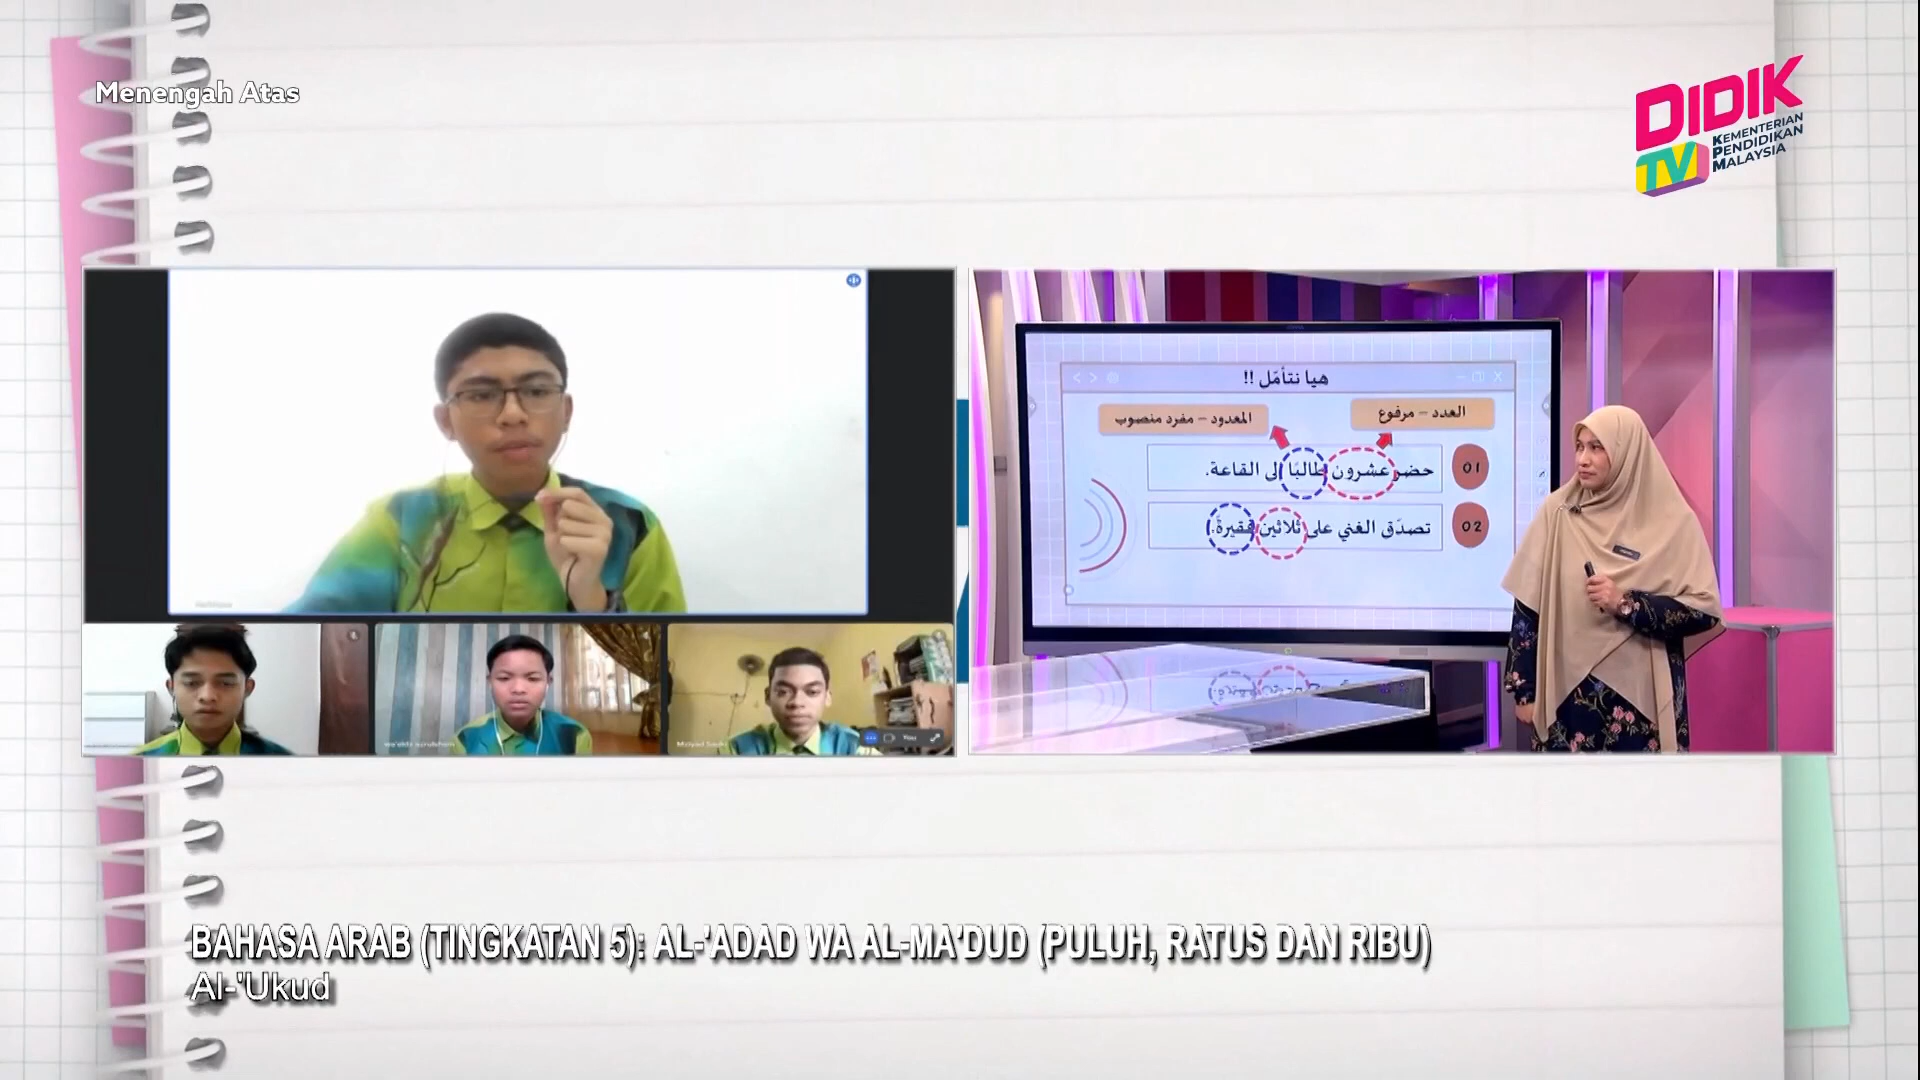 Menengah Atas
DIDIK
TV
KEMENTERIAN
PENDIDIKAN
MALAYSIA
هيا نتأمّل !!
العدد - مرفوع
المعدود - مفرد منصوب
01
حضر عشرون طالبًا إلى القاعة.
02
تصدّق الغني على ثلاثين فقيرةً.
You
BAHASA ARAB (TINGKATAN 5): AL-'ADAD WA AL-MA'DUD (PULUH, RATUS DAN RIBU)
Al-'Ukud